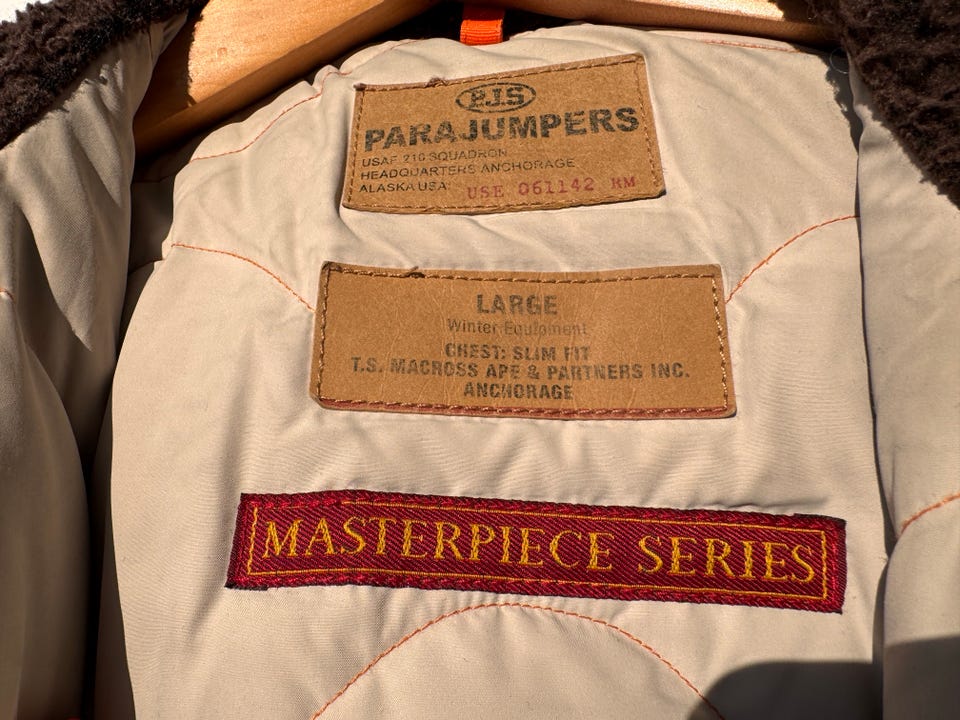 P.J.S
PARAJUMPERS
USAF 210 SQUADRON
HEADQUARTERS ANCHORAGE
ALASKA USA USE 061142 RM
LARGE
Winter Equipment
CHEST: SLIM FIT
T.S. MACROSS APE & PARTNERS INC.
ANCHORAGE
MASTERPIECE SERIES